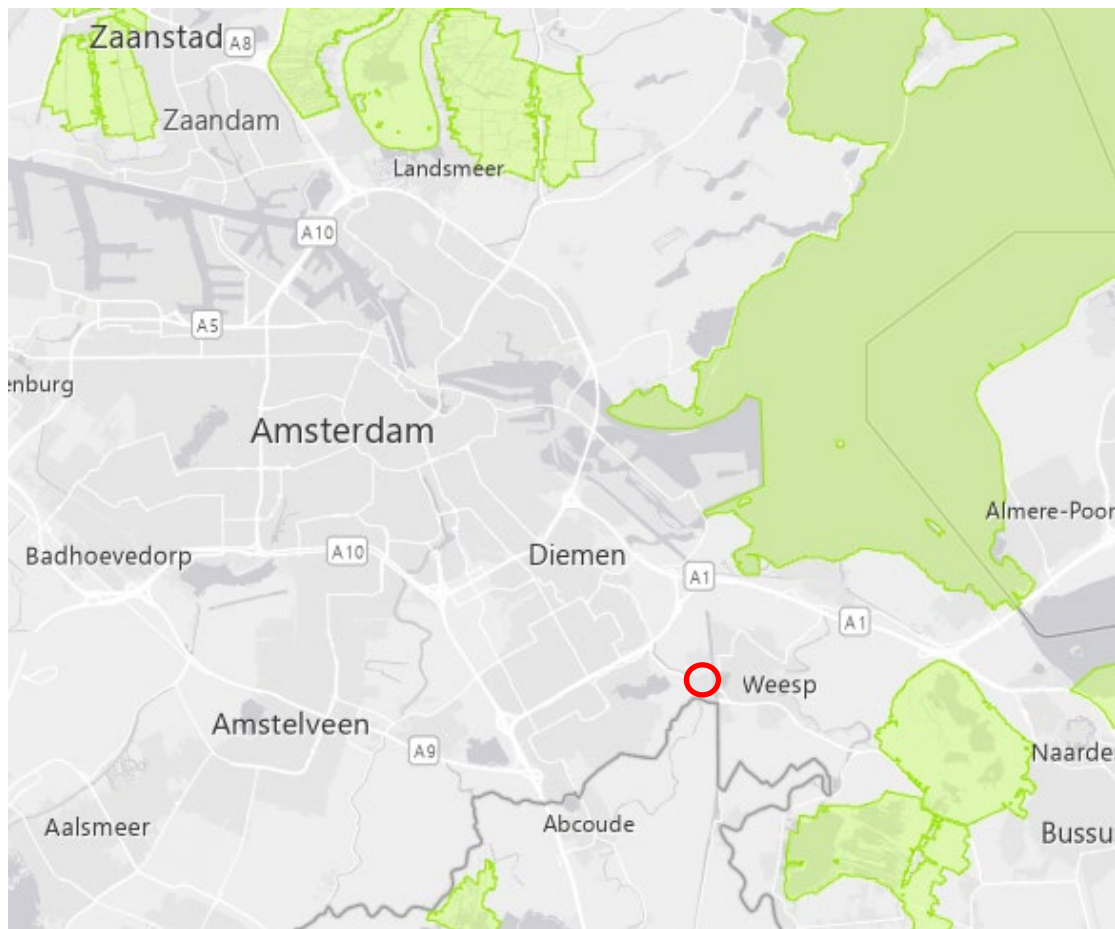 Zaanstad
A8
Zaandam
Landsmeer
A10
A5
enburg
Amsterdam
Almere-Poor
Badhoevedorp
A10
Diemen
A1
A1
Weesp
Amstelveen
A9
Naarde
Aalsmeer
Abcoude
Bussu